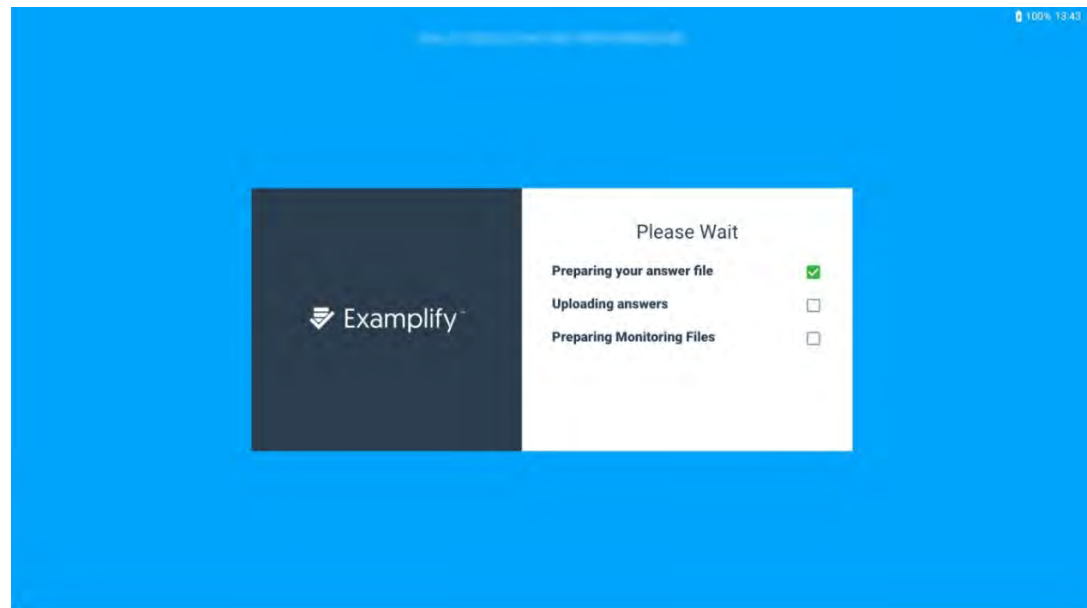 100% 13:43
Please Wait
Preparing your answer file
Uploading answers
Examplify
Preparing Monitoring Files